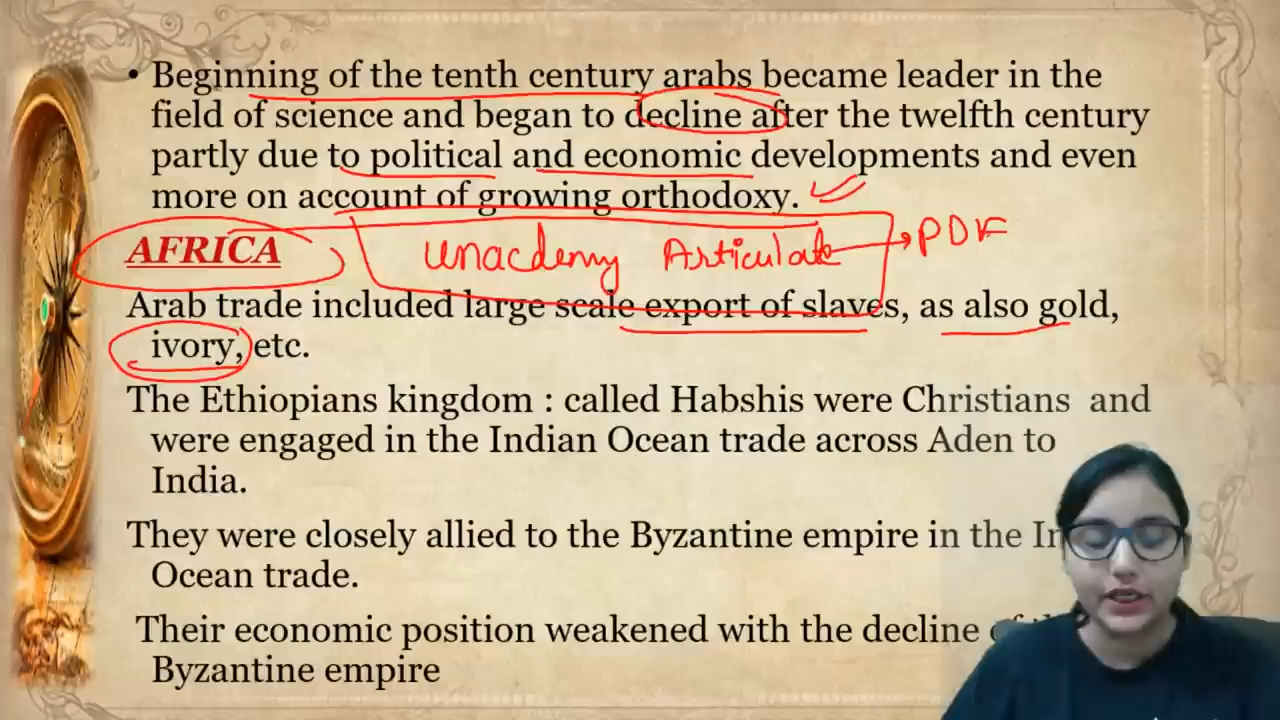 • Beginning of the tenth century arabs became leader in the
field of science and began to decline after the twelfth century
partly due to political and economic developments and even
more on account of growing orthodoxy.
AFRICA unacdemy Articulate PDF
Arab trade included large scale export of slaves, as also gold,
ivory, etc.
The Ethiopians kingdom : called Habshis were Christians and
were engaged in the Indian Ocean trade across Aden to
India.
They were closely allied to the Byzantine empire in the
Ocean trade.
Their economic position weakened with the decline
Byzantine empire